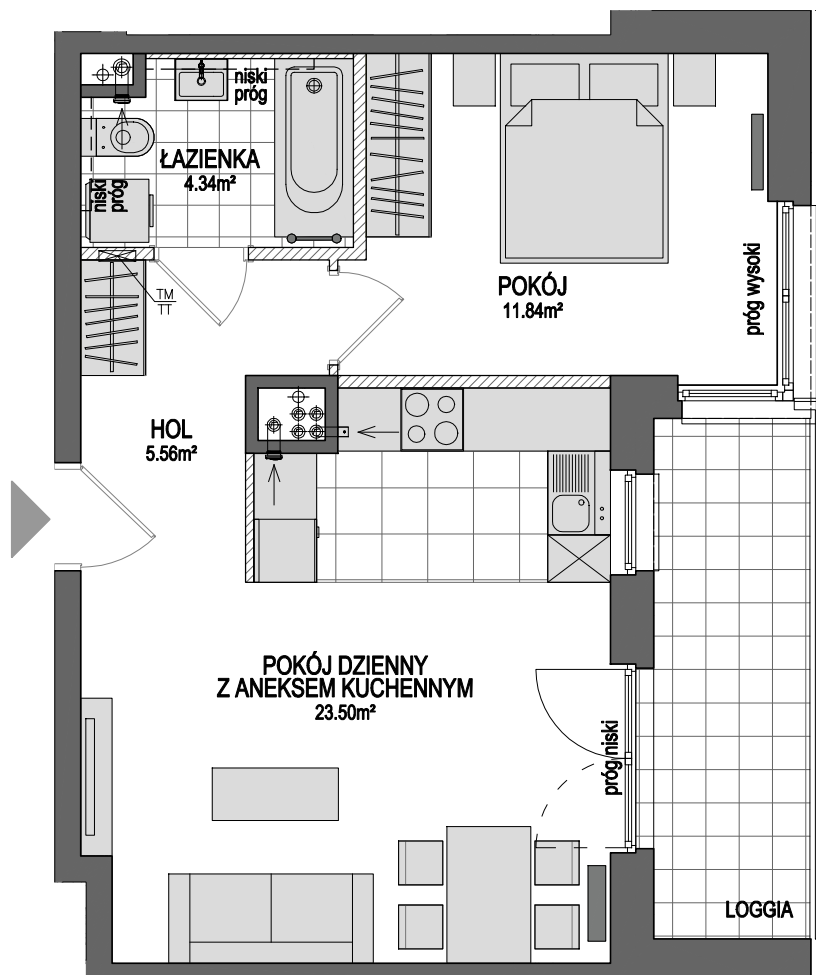 niski
próg
ŁAZIENKA
4.34m²
niski
próg
TM
TT
POKÓJ
11.84m²
próg wysoki
HOL
5.56m²
POKÓJ DZIENNY
Z ANEKSEM KUCHENNYM
23.50m²
próg niski
LOGGIA